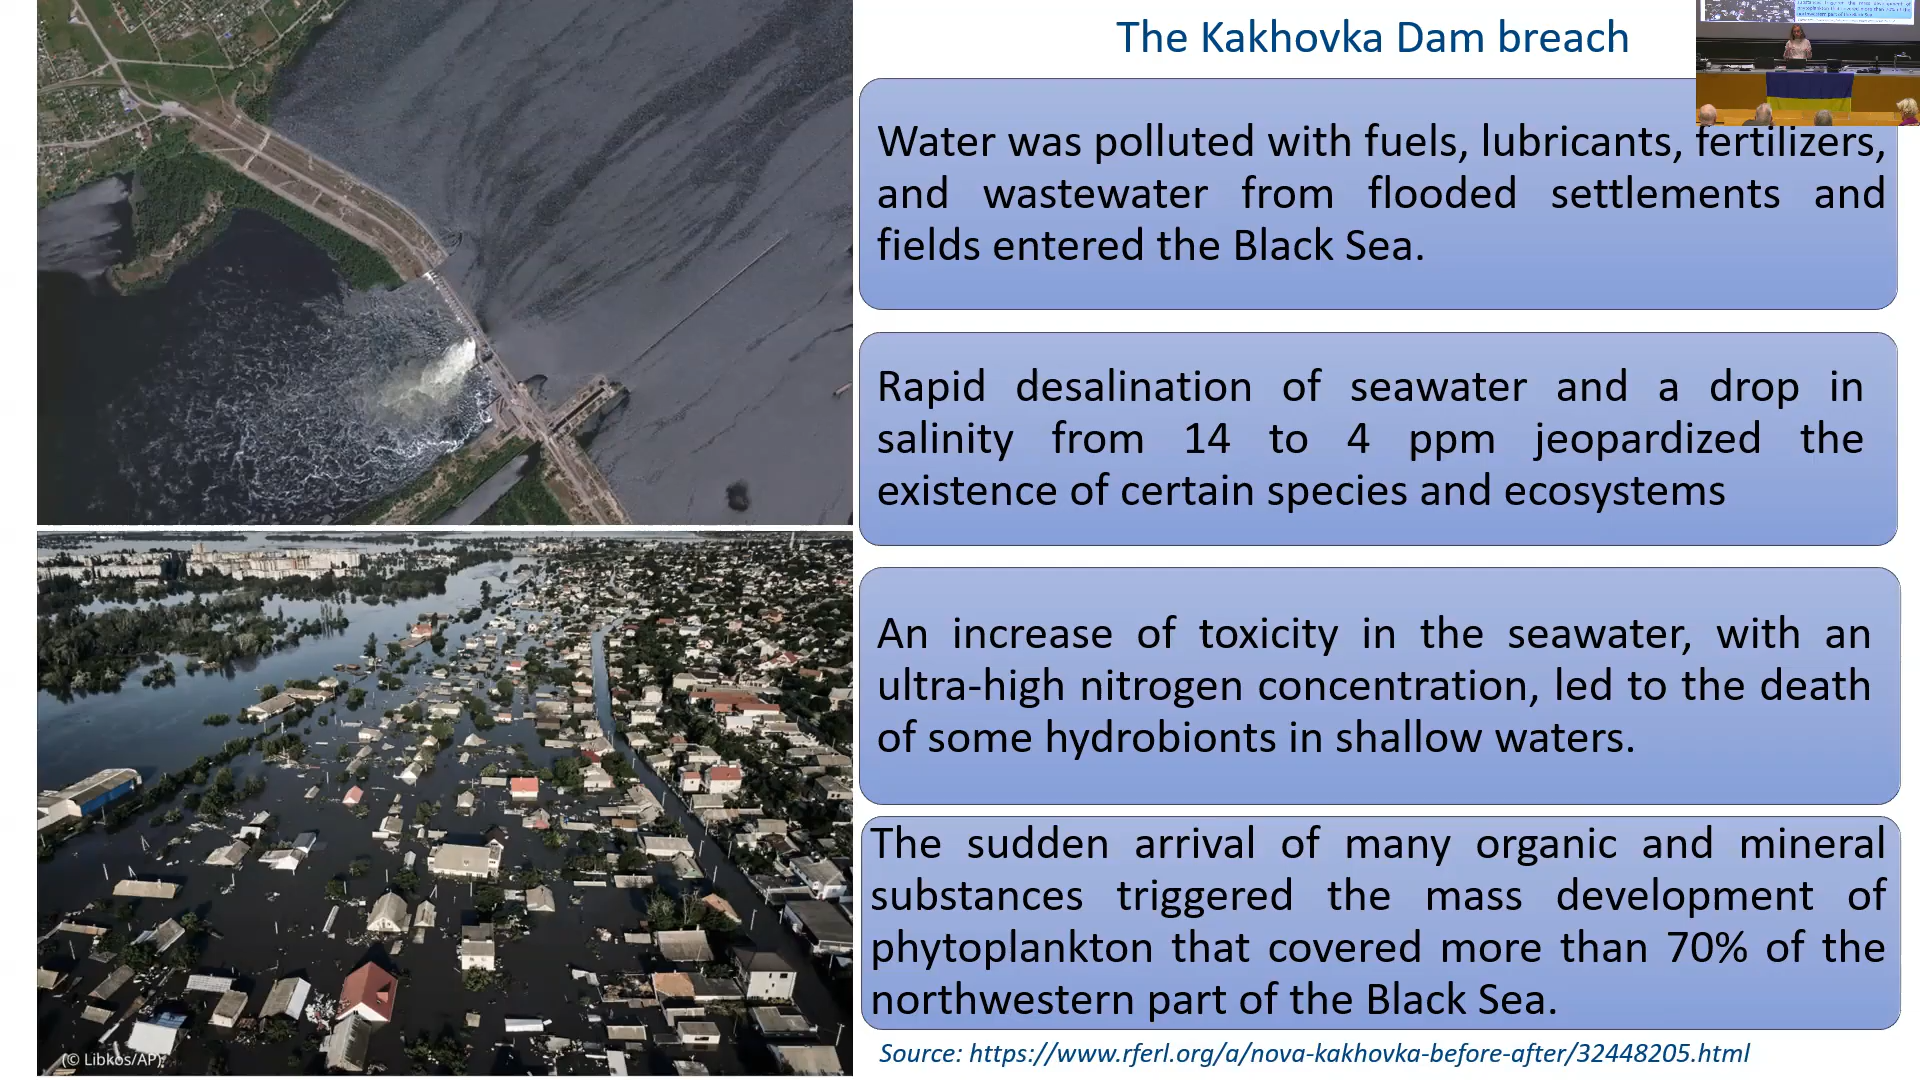 The Kakhovka Dam breach
Water was polluted with fuels, lubricants, fertilizers,
and wastewater from flooded settlements and
fields entered the Black Sea.
Rapid desalination of seawater and a drop in
salinity from 14 to 4 ppm jeopardized the
existence of certain species and ecosystems
An increase of toxicity in the seawater, with an
ultra-high nitrogen concentration, led to the death
of some hydrobionts in shallow waters.
The sudden arrival of many organic and mineral
substances triggered the mass development of
phytoplankton that covered more than 70% of the
northwestern part of the Black Sea.
(© Libkos/AP)
Source: https://www.rferl.org/a/nova-kakhovka-before-after/32448205.html